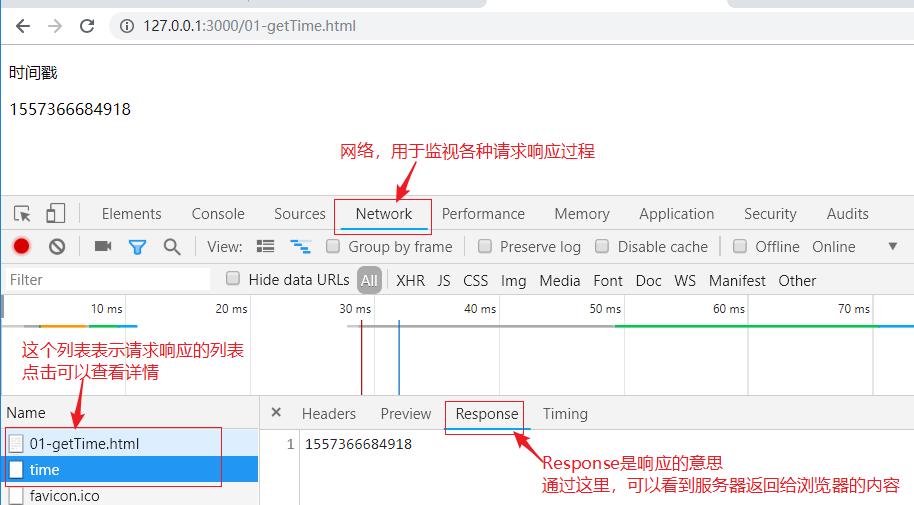 127.0.0.1:3000/01-getTime.html
时间戳
1557366684918
网络，用于监视各种请求响应过程
Elements Console Sources Network Performance Memory Application Security Audits
View: Group by frame Preserve log Disable cache Offline Online
Filter Hide data URLs All XHR JS CSS Img Media Font Doc WS Manifest Other
10 ms 20 ms 30 ms 40 ms 50 ms 60 ms 70 ms
这个列表表示请求响应的列表
点击可以查看详情
Name
01-getTime.html
time
favicon.ico
Headers Preview Response Timing
1 1557366684918
Response是响应的意思
通过这里，可以看到服务器返回给浏览器的内容